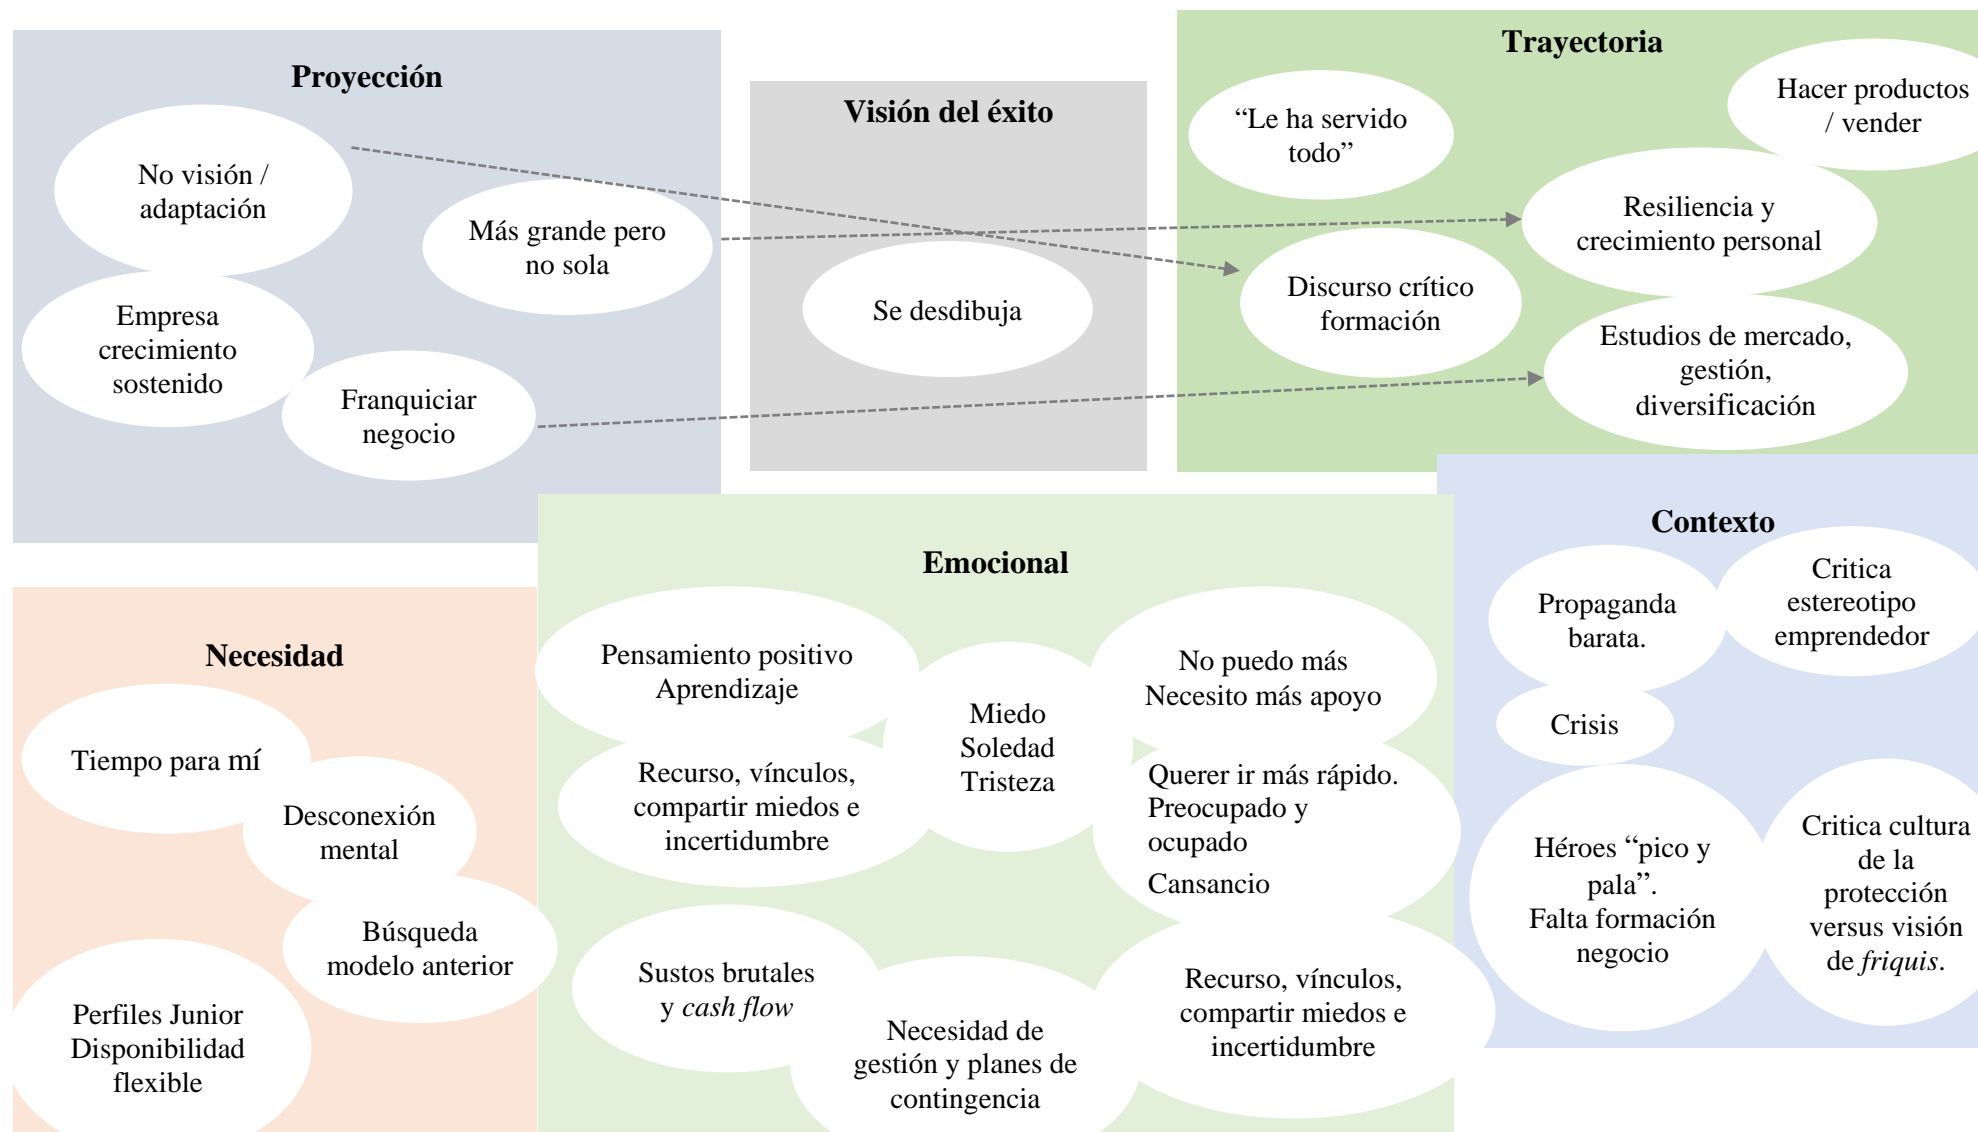 Proyección
No visión /
adaptación
Más grande pero
no sola
Empresa
crecimiento
sostenido
Franquiciar
negocio
Visión del éxito
Se desdibuja
Trayectoria
“Le ha servido
todo”
Hacer productos
/ vender
Resiliencia y
crecimiento personal
Discurso crítico
formación
Estudios de mercado,
gestión,
diversificación
Necesidad
Tiempo para mí
Desconexión
mental
Búsqueda
modelo anterior
Perfiles Junior
Disponibilidad
flexible
Emocional
Pensamiento positivo
Aprendizaje
Miedo
Soledad
Tristeza
No puedo más
Necesito más apoyo
Recurso, vínculos,
compartir miedos e
incertidumbre
Querer ir más rápido.
Preocupado y
ocupado
Cansancio
Sustos brutales
y cash flow
Necesidad de
gestión y planes de
contingencia
Recurso, vínculos,
compartir miedos e
incertidumbre
Contexto
Propaganda
barata.
Critica
estereotipo
emprendedor
Crisis
Héroes “pico y
pala”.
Falta formación
negocio
Critica cultura
de la
protección
versus visión
de friquis.